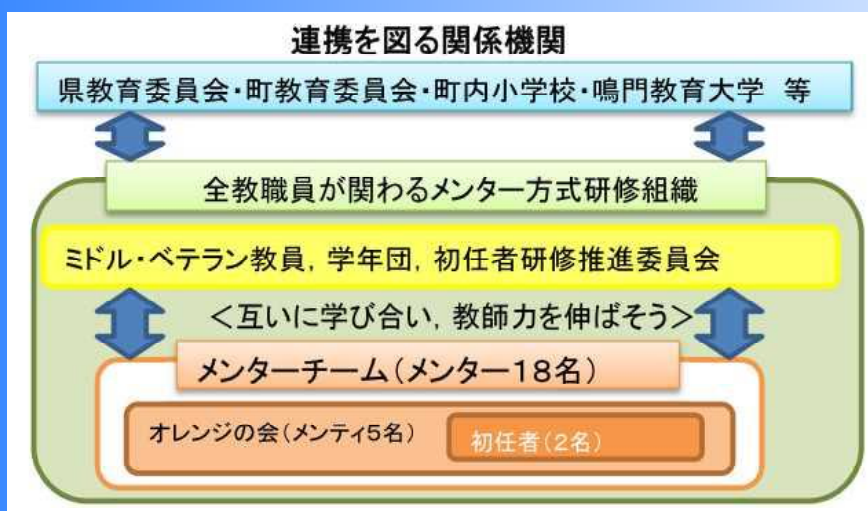 連携を図る関係機関
県教育委員会・町教育委員会・町内小学校・鳴門教育大学 等
全教職員が関わるメンター方式研修組織
ミドル・ベテラン教員，学年団，初任者研修推進委員会
＜互いに学び合い，教師力を伸ばそう＞
メンターチーム（メンター１８名）
オレンジの会（メンティ５名）
初任者（２名）